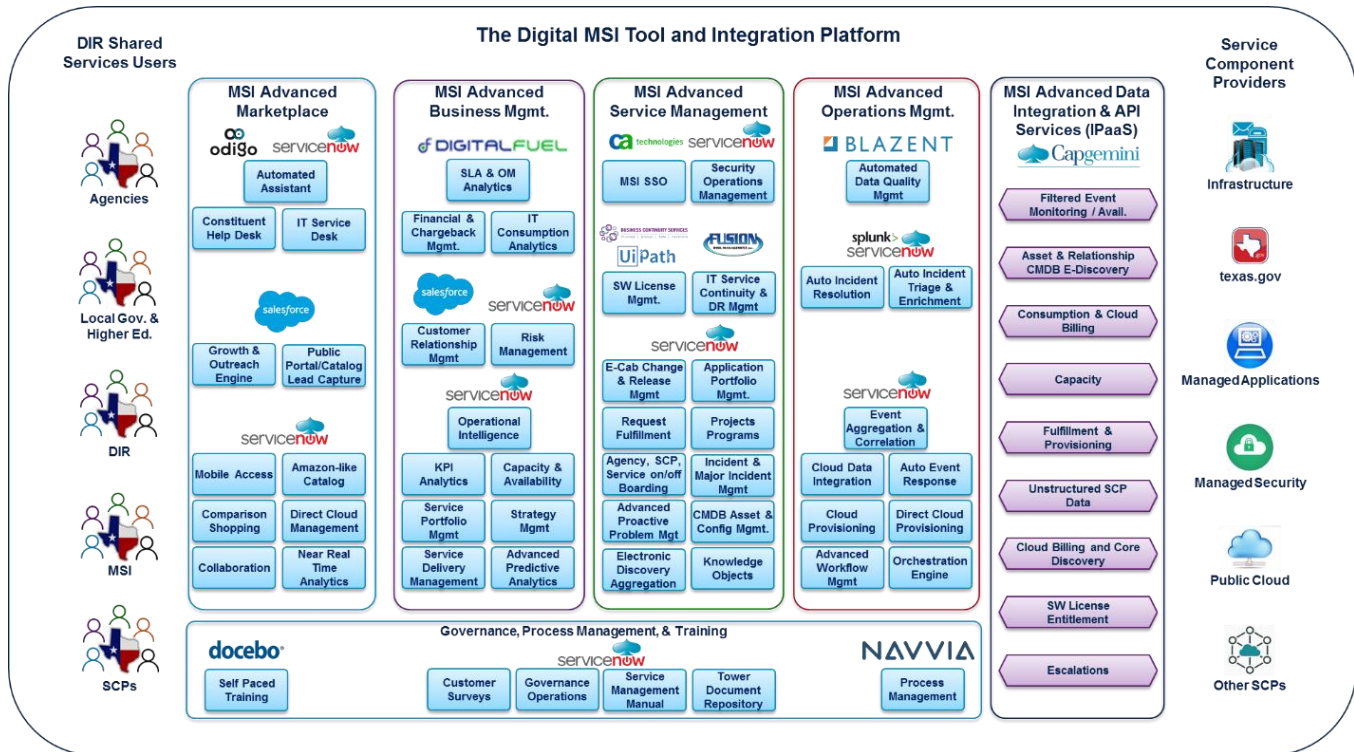 The Digital MSI Tool and Integration Platform
DIR Shared
Services Users
Agencies
Local Gov. &
Higher Ed.
DIR
MSI
SCPs
MSI Advanced
Marketplace
odigo
servicenow
Automated
Assistant
Constituent
Help Desk
IT Service
Desk
salesforce
Growth &
Outreach
Engine
Public
Portal/Catalog
Lead Capture
servicenow
Mobile Access
Amazon-like
Catalog
Comparison
Shopping
Direct Cloud
Management
Collaboration
Near Real
Time
Analytics
MSI Advanced
Business Mgmt.
DIGITALFUEL
SLA & OM
Analytics
Financial &
Chargeback
Mgmt.
IT
Consumption
Analytics
salesforce
servicenow
Customer
Relationship
Mgmt
Risk
Management
servicenow
Operational
Intelligence
KPI
Analytics
Capacity &
Availability
Service
Portfolio
Mgmt
Strategy
Mgmt
Service
Delivery
Management
Advanced
Predictive
Analytics
MSI Advanced
Service Management
ca technologies
servicenow
MSI SSO
Security
Operations
Management
BUSINESS CONTINUITY SERVICES
FUSION
UiPath
SW License
Mgmt.
IT Service
Continuity &
DR Mgmt
servicenow
E-Cab Change
& Release
Mgmt
Application
Portfolio
Mgmt.
Request
Fulfillment
Projects
Programs
Agency, SCP,
Service on/off
Boarding
Incident &
Major Incident
Mgmt
Advanced
Proactive
Problem Mgt
CMDB Asset &
Config Mgmt.
Electronic
Discovery
Aggregation
Knowledge
Objects
MSI Advanced
Operations Mgmt.
BLAZENT
Automated
Data Quality
Mgmt
splunk>
servicenow
Auto Incident
Resolution
Auto Incident
Triage &
Enrichment
servicenow
Event
Aggregation &
Correlation
Cloud Data
Integration
Auto Event
Response
Cloud
Provisioning
Direct Cloud
Provisioning
Advanced
Workflow
Mgmt
Orchestration
Engine
MSI Advanced Data
Integration & API
Services (IPaaS)
Capgemini
Filtered Event
Monitoring / Avail.
Asset & Relationship
CMDB E-Discovery
Consumption & Cloud
Billing
Capacity
Fulfillment &
Provisioning
Unstructured SCP
Data
Cloud Billing and Core
Discovery
SW License
Entitlement
Escalations
Service
Component
Providers
Infrastructure
texas.gov
Managed Applications
Managed Security
Public Cloud
Other SCPs
Governance, Process Management, & Training
docebo
Self Paced
Training
servicenow
Customer
Surveys
Governance
Operations
Service
Management
Manual
Tower
Document
Repository
NAVVIA
Process
Management